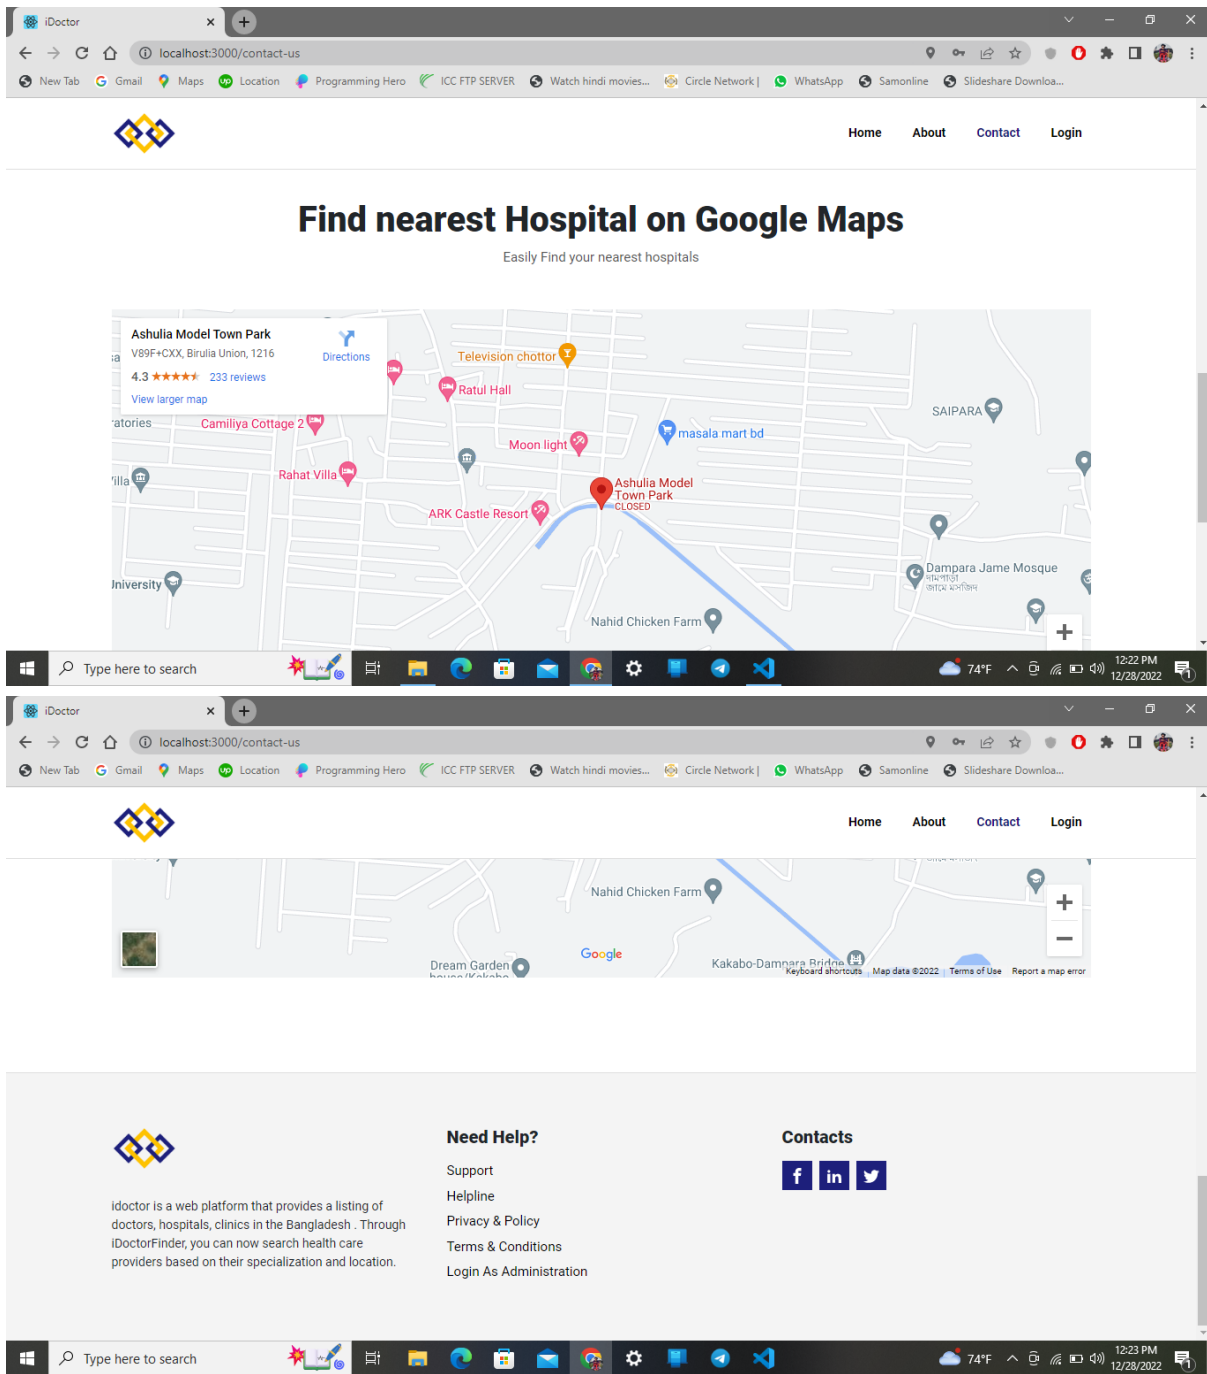 iDoctor
localhost:3000/contact-us
New Tab Gmail Maps Location Programming Hero ICC FTP SERVER Watch hindi movies... Circle Network | WhatsApp Samonline Slideshare Downloa...
Home About Contact Login
Find nearest Hospital on Google Maps
Easily Find your nearest hospitals
Ashulia Model Town Park
V89F+CXX, Birulia Union, 1216
Directions
4.3 233 reviews
View larger map
Television chottor
Ratul Hall
SAIPARA
ratories
Camiliya Cottage 2
masala mart bd
Moon light
Rahat Villa
Ashulia Model
Town Park
CLOSED
ARK Castle Resort
Dampara Jame Mosque
দামপাড়া
জামে মসজিদ
University
Nahid Chicken Farm
Type here to search
74°F
12:22 PM
12/28/2022
1
iDoctor
localhost:3000/contact-us
New Tab Gmail Maps Location Programming Hero ICC FTP SERVER Watch hindi movies... Circle Network | WhatsApp Samonline Slideshare Downloa...
Home About Contact Login
Nahid Chicken Farm
Google
Dream Garden
Kakabo-Dampara Bridge
Keyboard shortcuts Map data ©2022 Terms of Use Report a map error
Need Help?
Contacts
Support
f in
Helpline
Privacy & Policy
Terms & Conditions
Login As Administration
idoctor is a web platform that provides a listing of
doctors, hospitals, clinics in the Bangladesh . Through
iDoctorFinder, you can now search health care
providers based on their specialization and location.
Type here to search
74°F
12:23 PM
12/28/2022
1